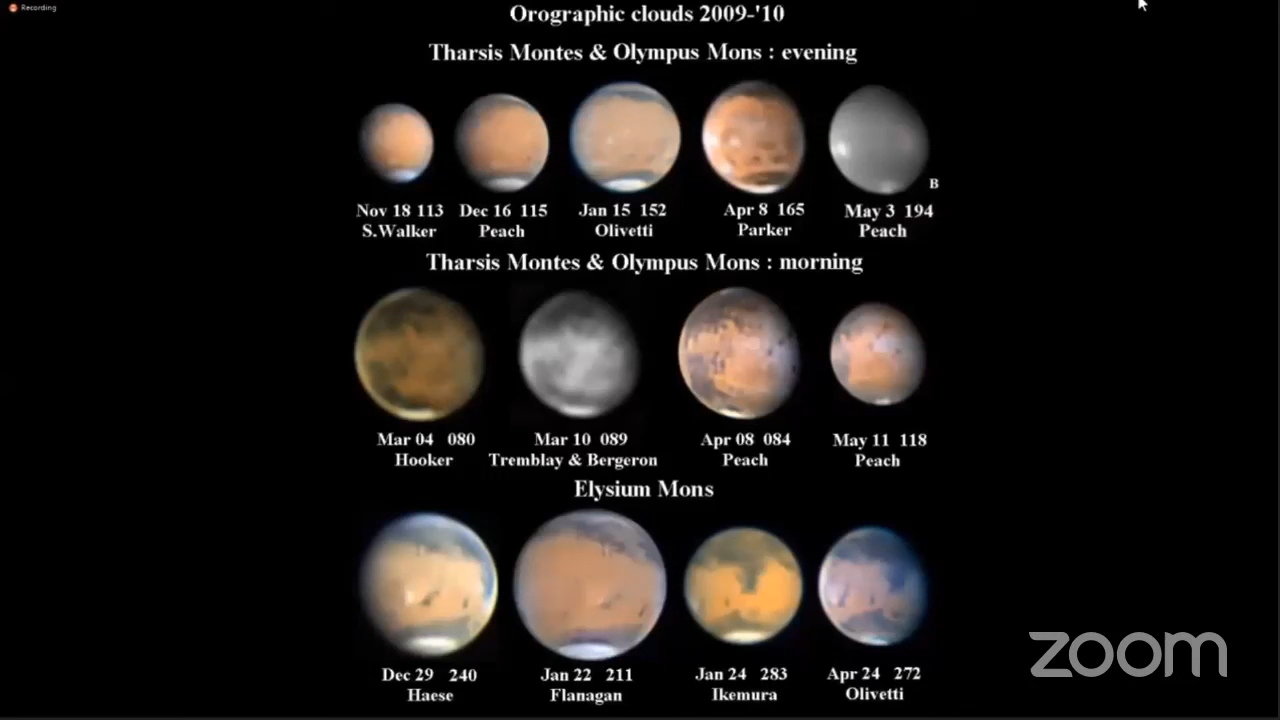 Recording
Orographic clouds 2009-'10
Tharsis Montes & Olympus Mons : evening
B
Nov 18 113 Dec 16 115 Jan 15 152 Apr 8 165 May 3 194
S.Walker Peach Olivetti Parker Peach
Tharsis Montes & Olympus Mons : morning
Mar 04 080 Mar 10 089 Apr 08 084 May 11 118
Hooker Tremblay & Bergeron Peach Peach
Elysium Mons
zoom
Dec 29 240 Jan 22 211 Jan 24 283 Apr 24 272
Haese Flanagan Ikemura Olivetti